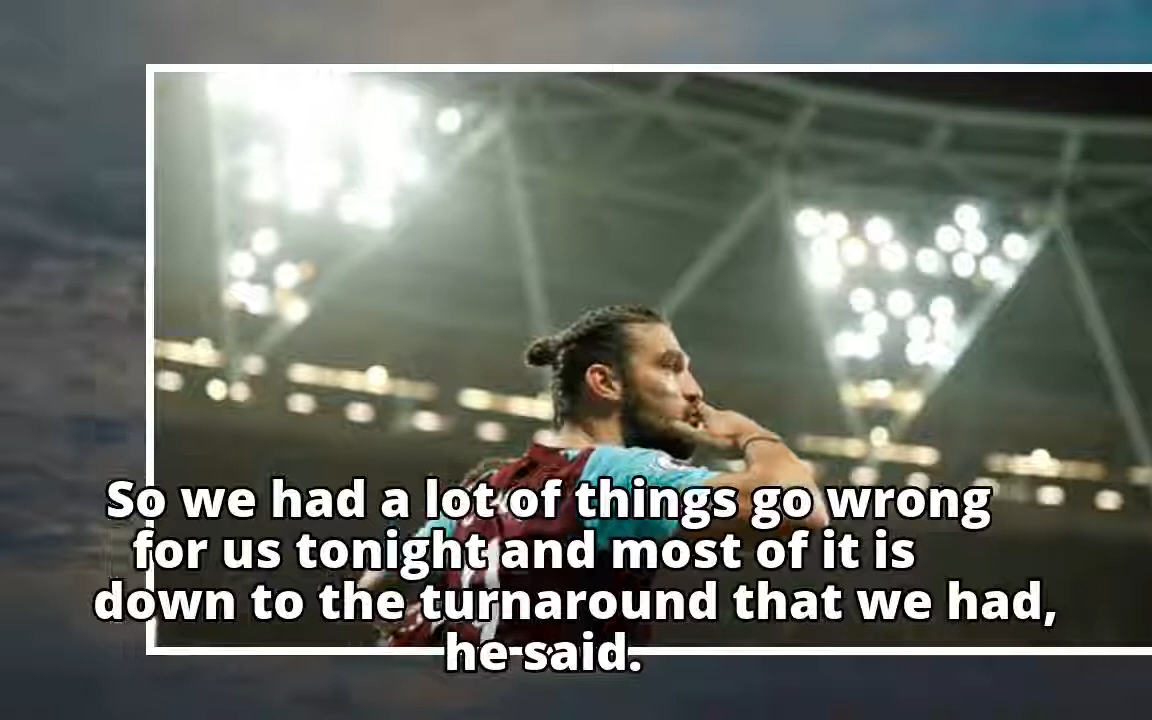 So we had a lot of things go wrong
for us tonight and most of it is
down to the turnaround that we had,
he said.